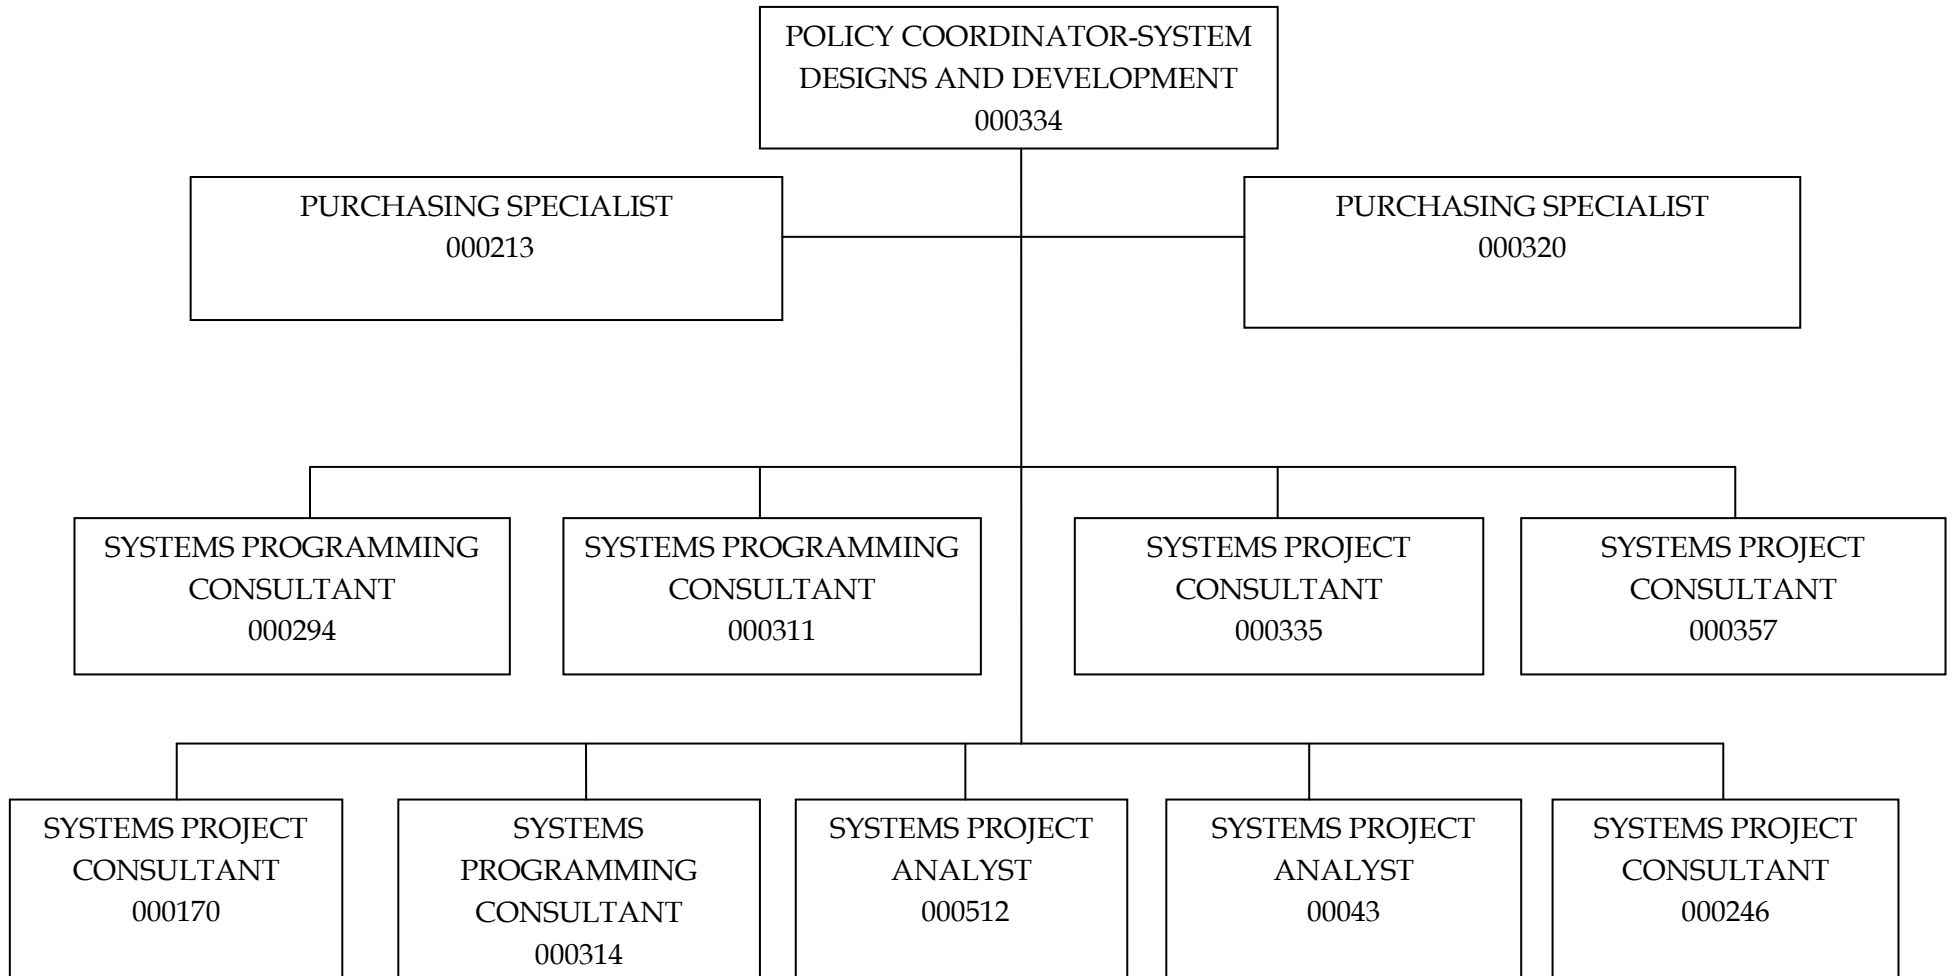 POLICY COORDINATOR-SYSTEM
DESIGNS AND DEVELOPMENT
000334
PURCHASING SPECIALIST
000213
PURCHASING SPECIALIST
000320
SYSTEMS PROGRAMMING
CONSULTANT
000294
SYSTEMS PROGRAMMING
CONSULTANT
000311
SYSTEMS PROJECT
CONSULTANT
000335
SYSTEMS PROJECT
CONSULTANT
000357
SYSTEMS PROJECT
CONSULTANT
000170
SYSTEMS
PROGRAMMING
CONSULTANT
000314
SYSTEMS PROJECT
ANALYST
000512
SYSTEMS PROJECT
ANALYST
00043
SYSTEMS PROJECT
CONSULTANT
000246